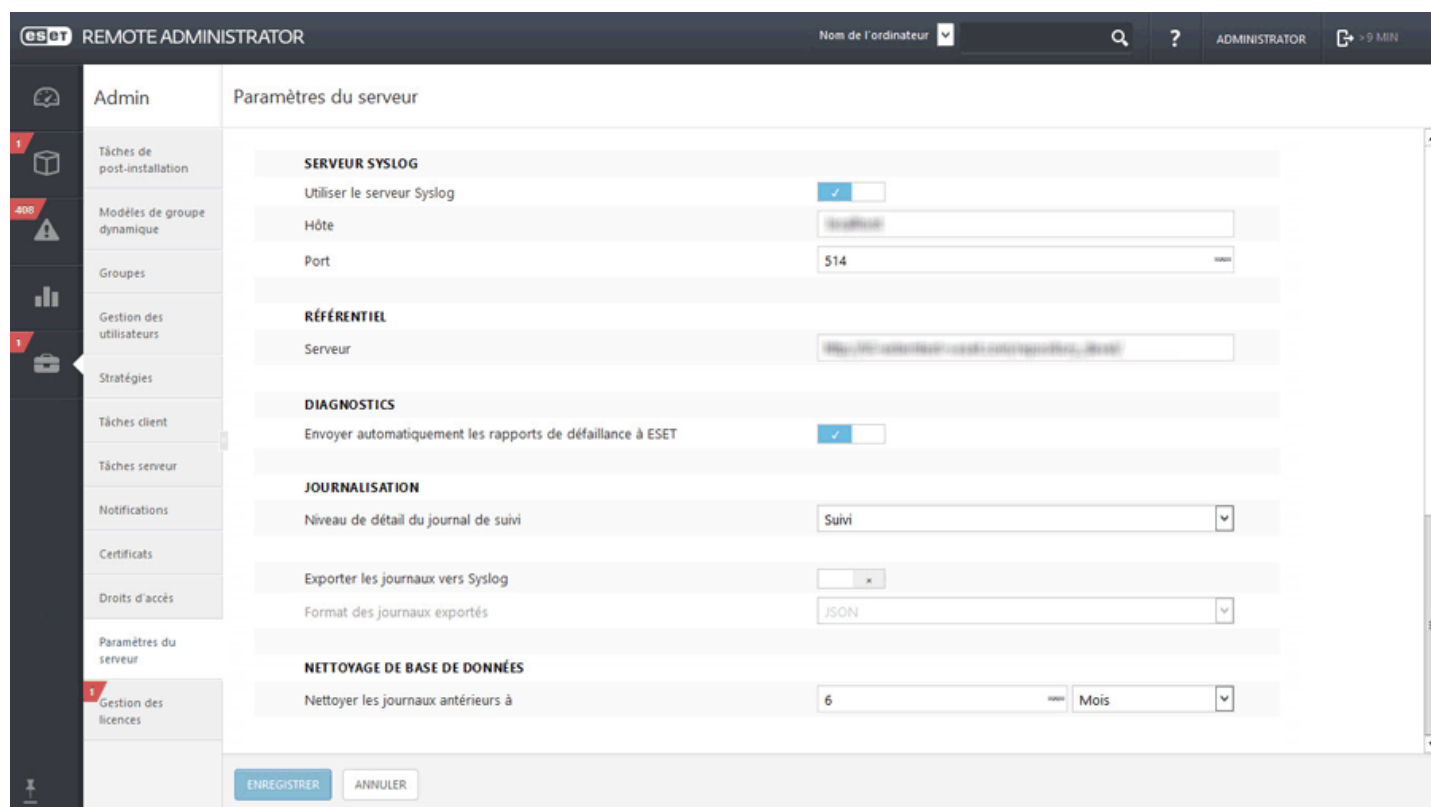 eset REMOTE ADMINISTRATOR
Nom de l'ordinateur
?
ADMINISTRATOR
>9 MIN
Admin
Paramètres du serveur
1
408
1
Tâches de
post-installation
Modèles de groupe
dynamique
Groupes
Gestion des
utilisateurs
Stratégies
Tâches client
Tâches serveur
Notifications
Certificats
Droits d'accès
Paramètres du
serveur
1
Gestion des
licences
SERVEUR SYSLOG
Utiliser le serveur Syslog
Hôte
Port
514
RÉFÉRENTIEL
Serveur
DIAGNOSTICS
Envoyer automatiquement les rapports de défaillance à ESET
JOURNALISATION
Niveau de détail du journal de suivi
Suivi
Exporter les journaux vers Syslog
Format des journaux exportés
JSON
NETTOYAGE DE BASE DE DONNÉES
Nettoyer les journaux antérieurs à
6
Mois
ENREGISTRER
ANNULER